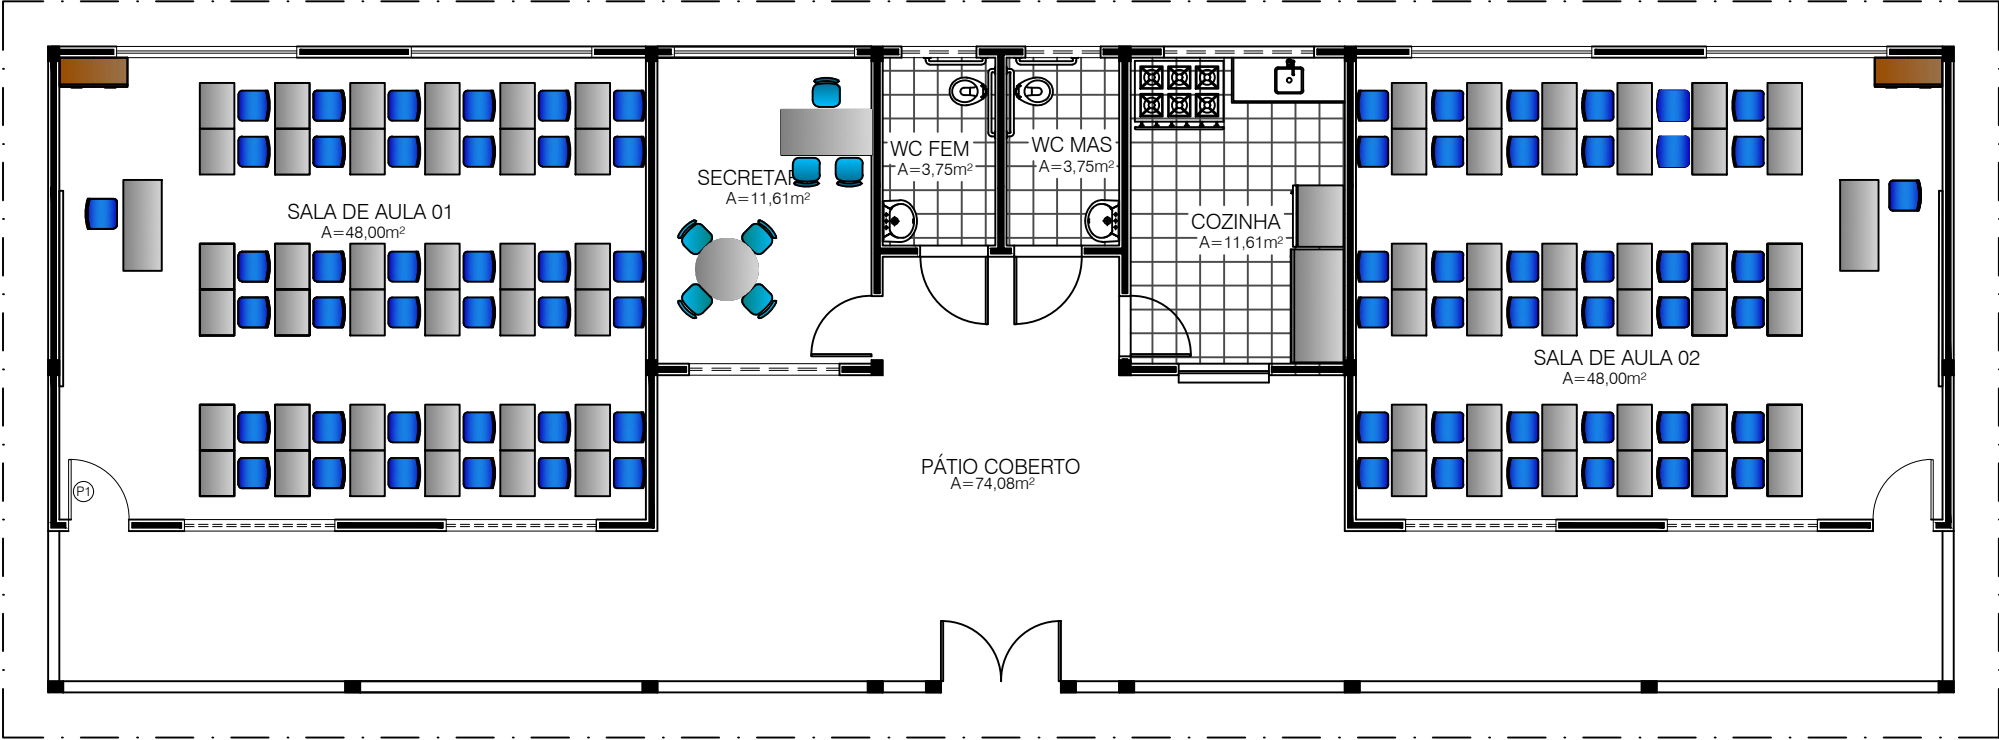 SALA DE AULA 01
A=48,00m²
P1
SECRETAR
A=11,61m²
WC FEM
A=3,75m²
WC MAS
A=3,75m²
COZINHA
A=11,61m²
SALA DE AULA 02
A=48,00m²
PÁTIO COBERTO
A=74,08m²